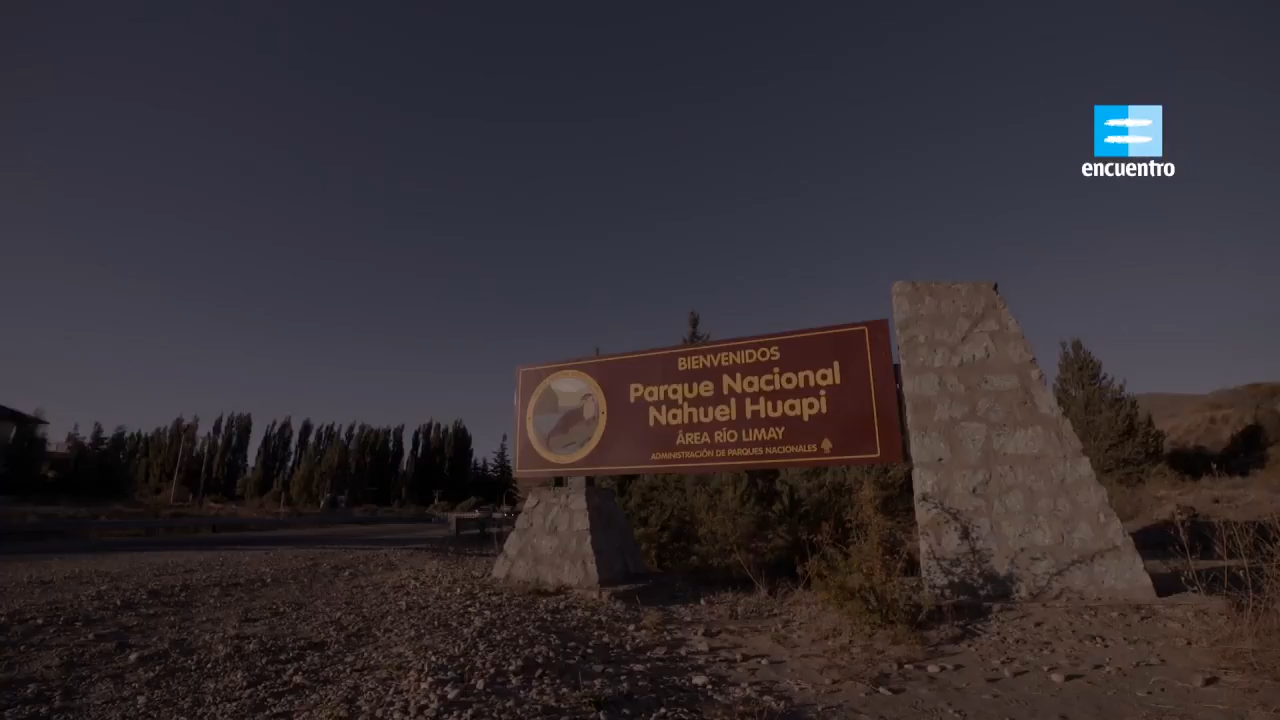 encuentro
BIENVENIDOS
Parque Nacional
Nahuel Huapi
ÁREA RÍO LIMAY
ADMINISTRACIÓN DE PARQUES NACIONALES